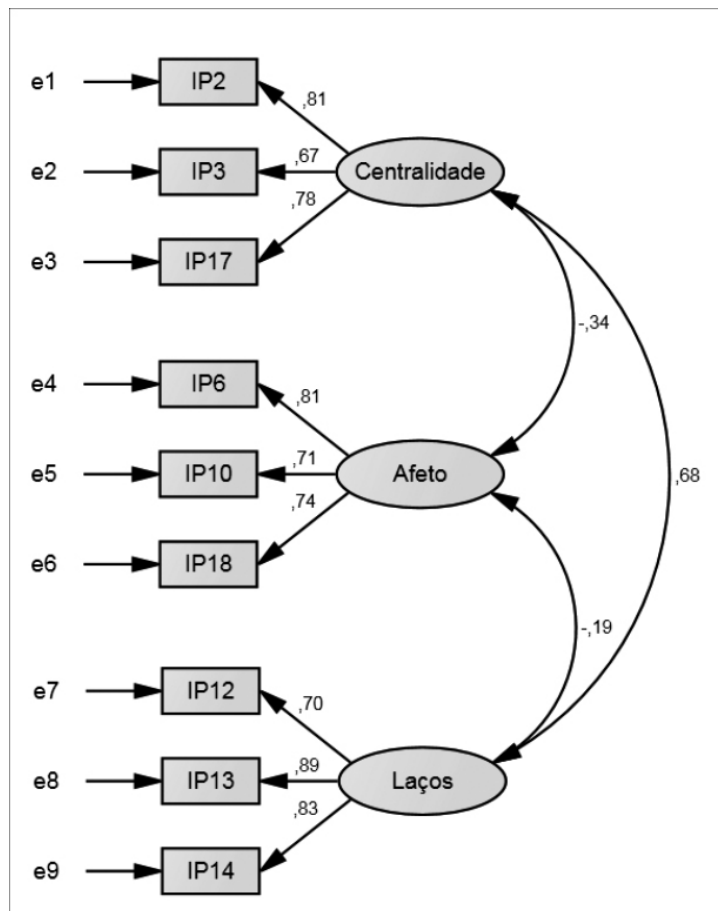 e1 IP2
,81
e2 IP3 ,67 Centralidade
,78
e3 IP17
-,34
e4 IP6
,81
e5 IP10 ,71 Afeto
,68
,74
e6 IP18
-,19
e7 IP12
,70
e8 IP13 ,89 Laços
,83
e9 IP14